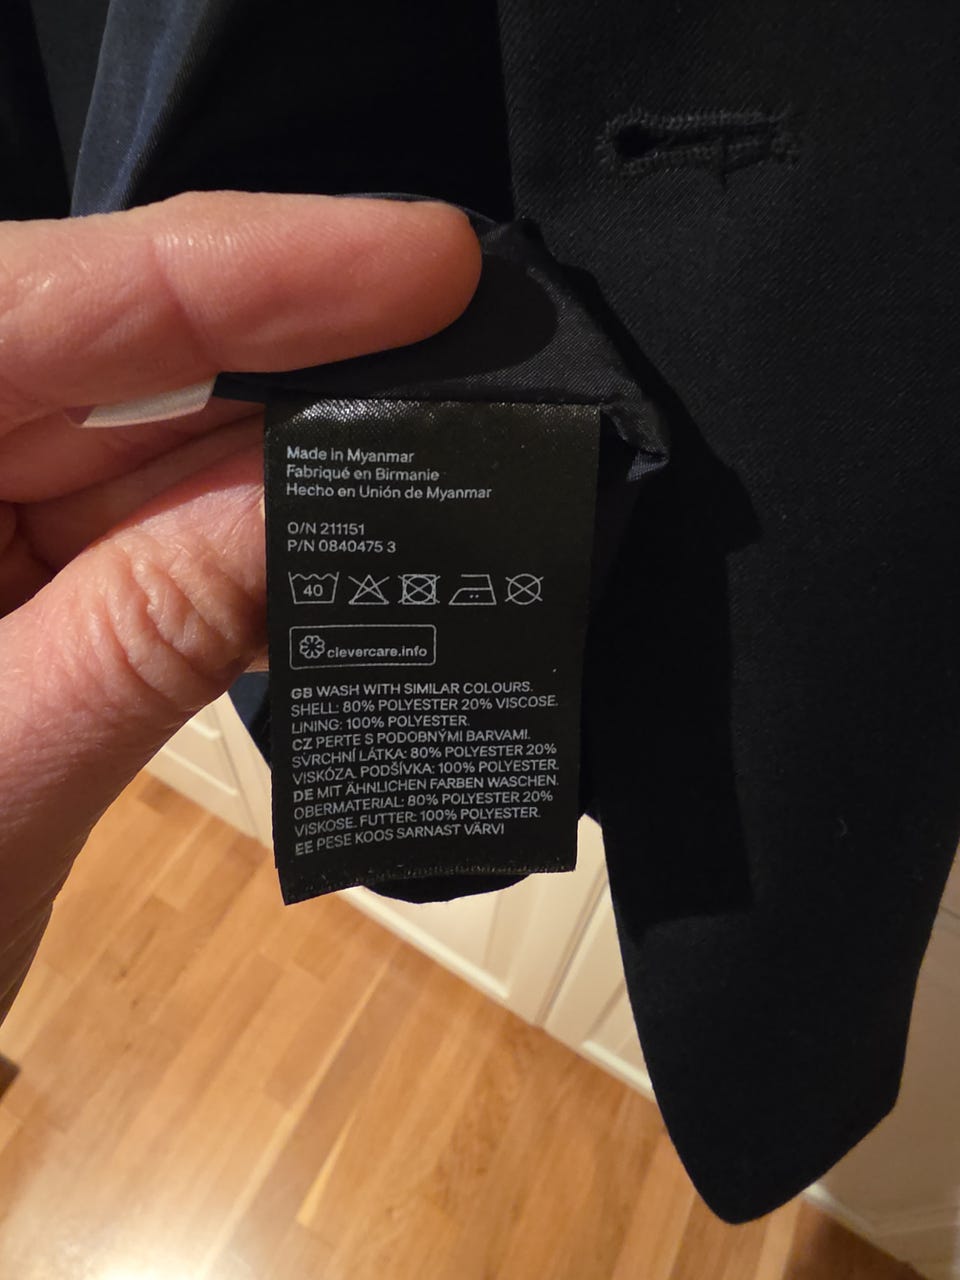 Made in Myanmar
Fabriqué en Birmanie
Hecho en Unión de Myanmar
O/N 211151
P/N 0840475 3
40
clevercare.info
GB WASH WITH SIMILAR COLOURS.
SHELL: 80% POLYESTER 20% VISCOSE.
LINING: 100% POLYESTER.
CZ PERTE S PODOBNÝMI BARVAMI.
SVRCHNÍ LÁTKA: 80% POLYESTER 20%
VISKÓZA. PODŠÍVKA: 100% POLYESTER.
DE MIT ÄHNLICHEN FARBEN WASCHEN.
OBERMATERIAL: 80% POLYESTER 20%
VISKOSE. FUTTER: 100% POLYESTER.
EE PESE KOOS SARNAST VÄRVI